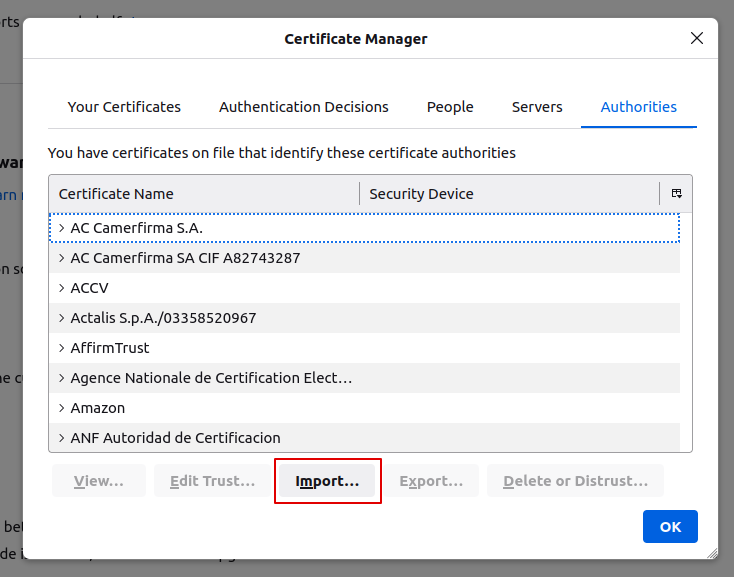 Certificate Manager
Your Certificates Authentication Decisions People Servers Authorities
You have certificates on file that identify these certificate authorities
Certificate Name Security Device
AC Camerfirma S.A.
AC Camerfirma SA CIF A82743287
ACCV
Actalis S.p.A./03358520967
AffirmTrust
Agence Nationale de Certification Elect…
Amazon
ANF Autoridad de Certificacion
View… Edit Trust… Import… Export… Delete or Distrust…
OK